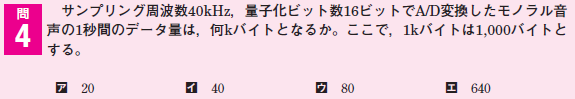 問
4
サンプリング周波数40kHz，量子化ビット数16ビットでA/D変換したモノラル音
声の1秒間のデータ量は，何kバイトとなるか。ここで，1kバイトは1,000バイトと
する。
ア 20 イ 40 ウ 80 エ 640